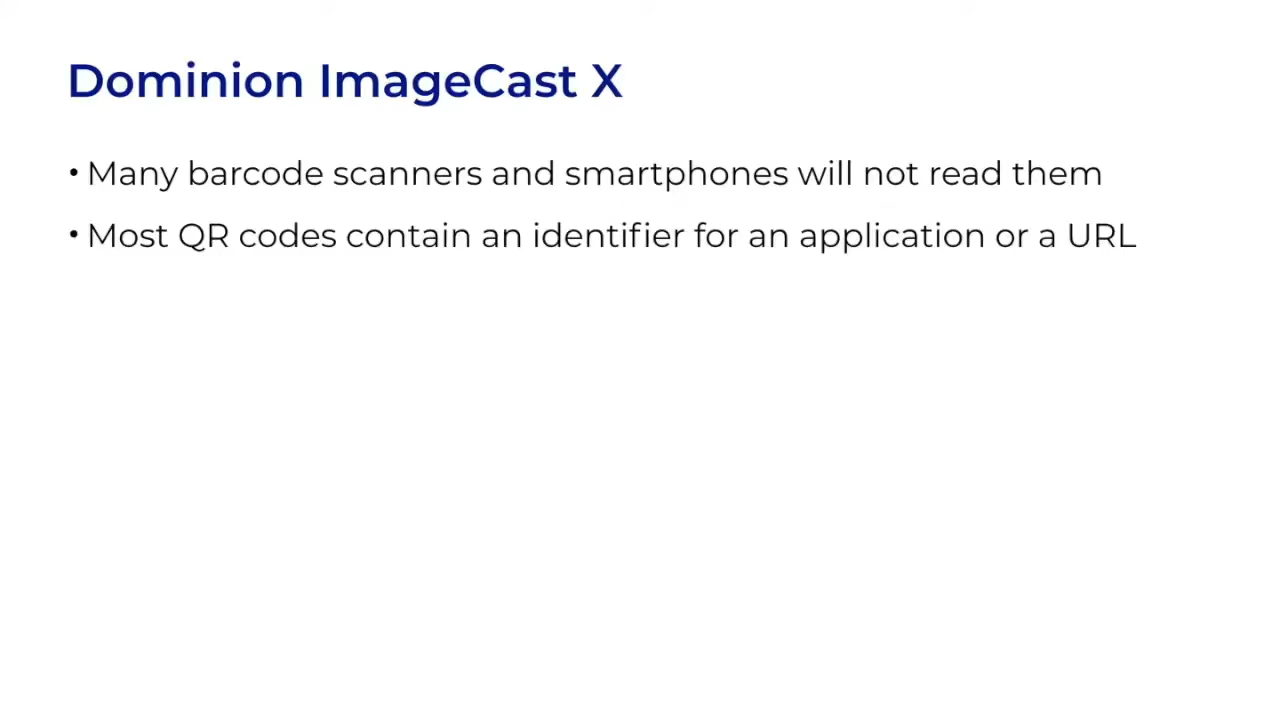 Dominion ImageCast X
• Many barcode scanners and smartphones will not read them
• Most QR codes contain an identifier for an application or a URL